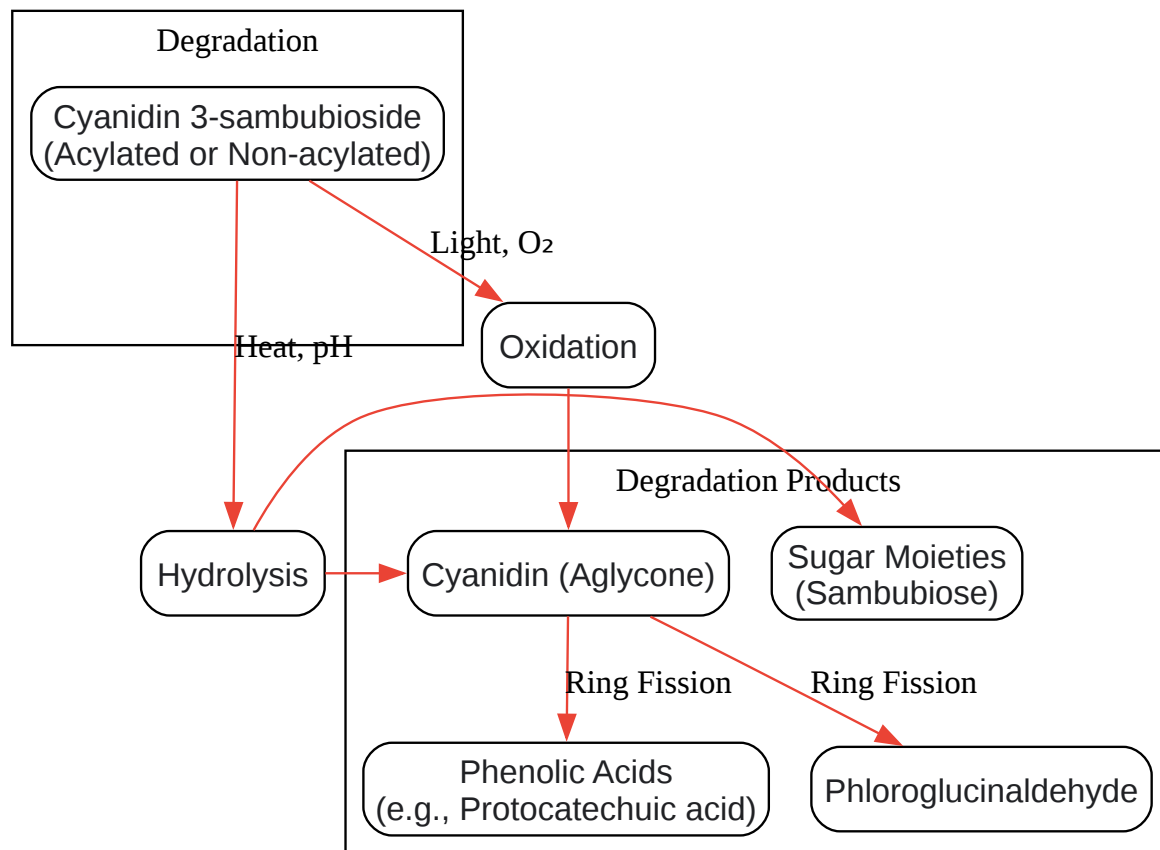 Degradation
Cyanidin 3-sambubioside
(Acylated or Non-acylated)
Light, O₂
Heat, pH
Oxidation
Degradation Products
Hydrolysis
Cyanidin (Aglycone)
Sugar Moieties
(Sambubiose)
Ring Fission
Ring Fission
Phenolic Acids
(e.g., Protocatechuic acid)
Phloroglucinaldehyde